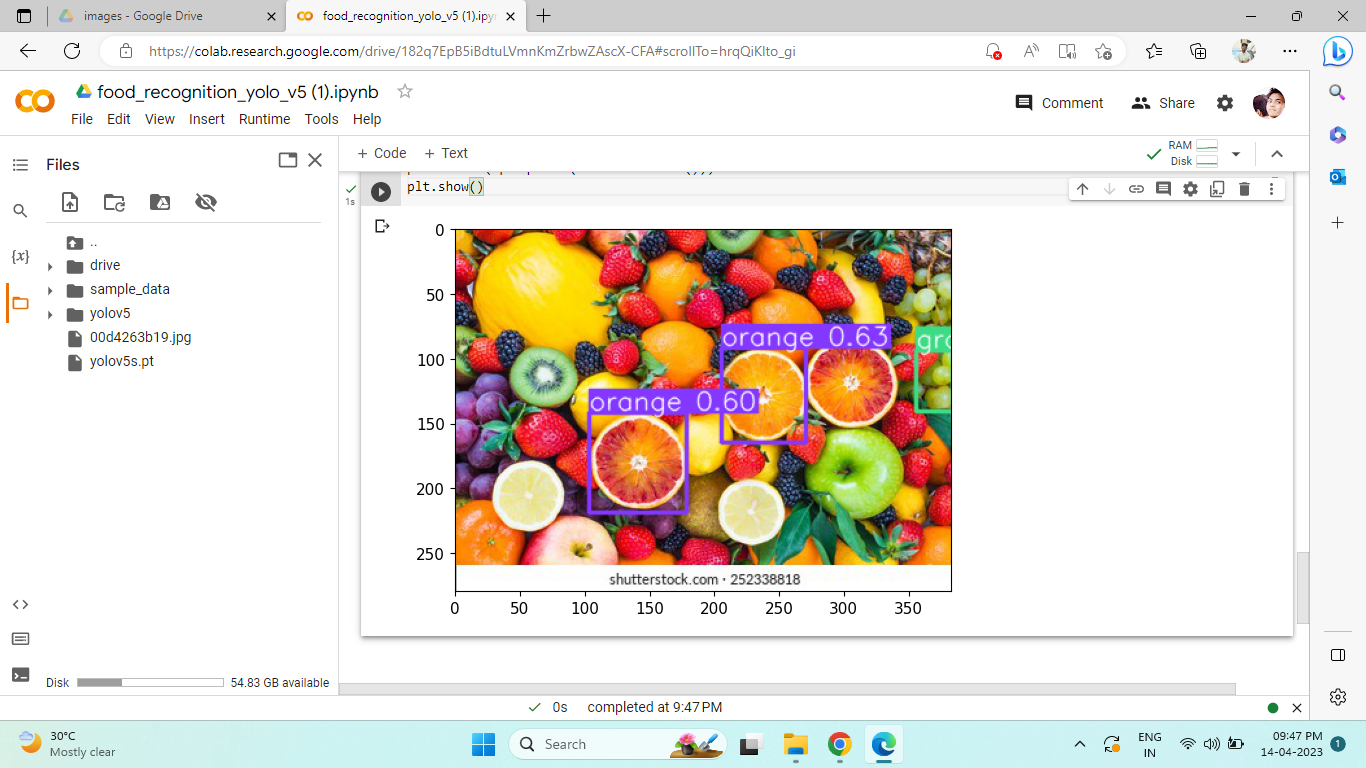 images - Google Drive
food_recognition_yolo_v5 (1).ipyn
https://colab.research.google.com/drive/182q7EpB5iBdtuLVmnKmZrbwZAscX-CFA#scrollTo=hrqQiKlto_gi
food_recognition_yolo_v5 (1).ipynb
File Edit View Insert Runtime Tools Help
Comment Share
Files
+ Code + Text
RAM
Disk
plt.show()
1s
{x}
..
drive
sample_data
yolov5
00d4263b19.jpg
yolov5s.pt
0
50
100
150
200
250
orange 0.63
gr
orange 0.60
shutterstock.com · 252338818
0 50 100 150 200 250 300 350
Disk 54.83 GB available
0s completed at 9:47 PM
30°C
Mostly clear
Search
ENG
IN
09:47 PM
14-04-2023
1